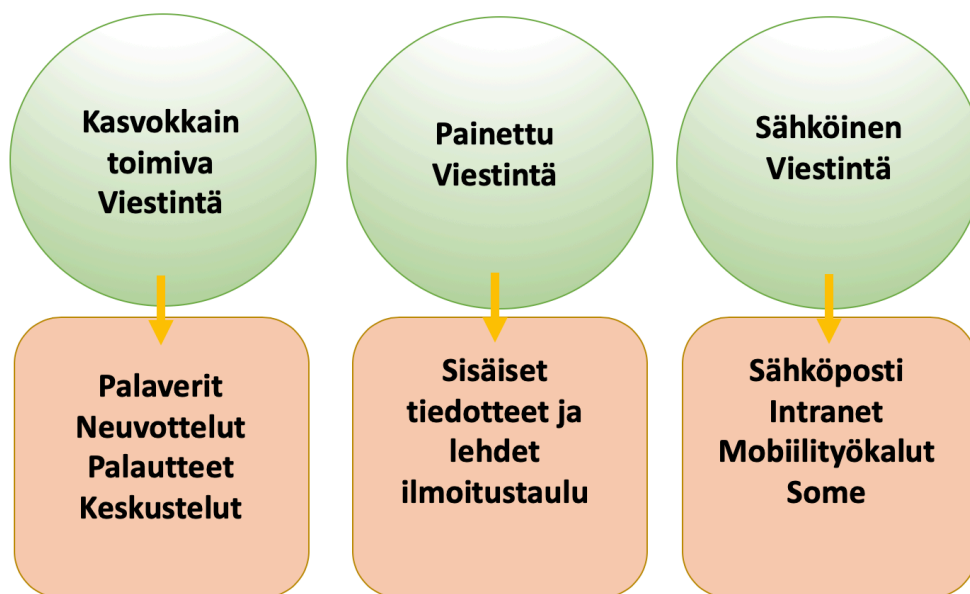 Kasvokkain
toimiva
Viestintä
Palaverit
Neuvottelut
Palautteet
Keskustelut
Painettu
Viestintä
Sisäiset
tiedotteet ja
lehdet
ilmoitustaulu
Sähköinen
Viestintä
Sähköposti
Intranet
Mobiilityökalut
Some